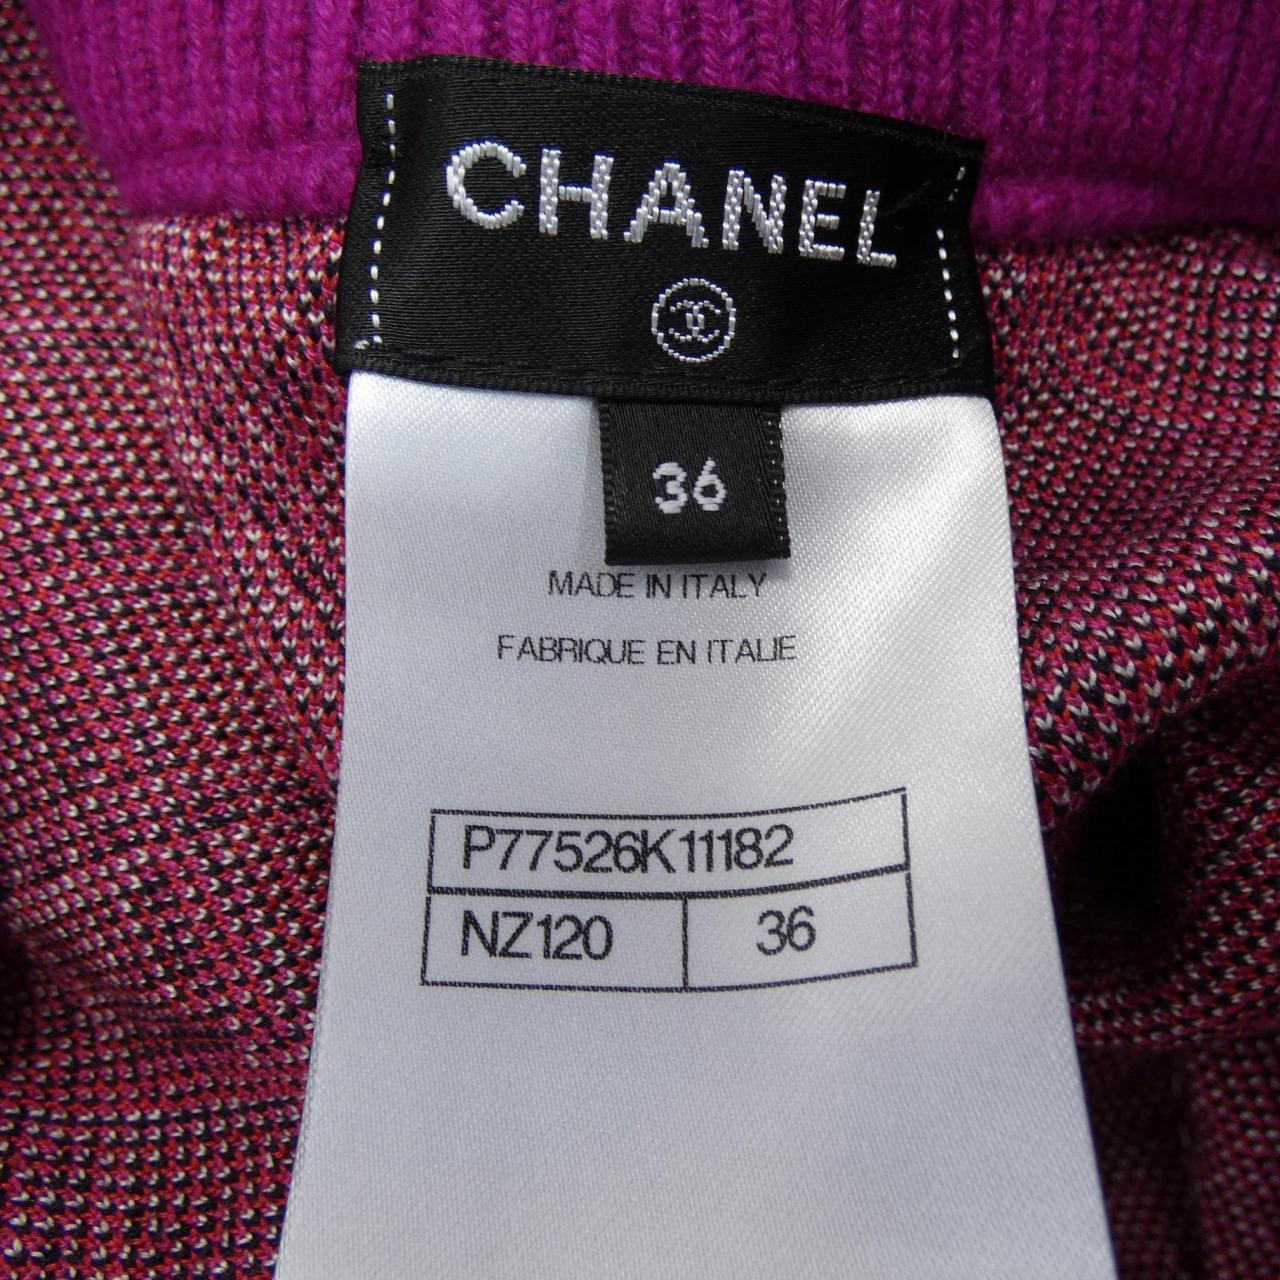 CHANEL
36
MADE IN ITALY
FABRIQUE EN ITALIE
P77526K11182
NZ120 36